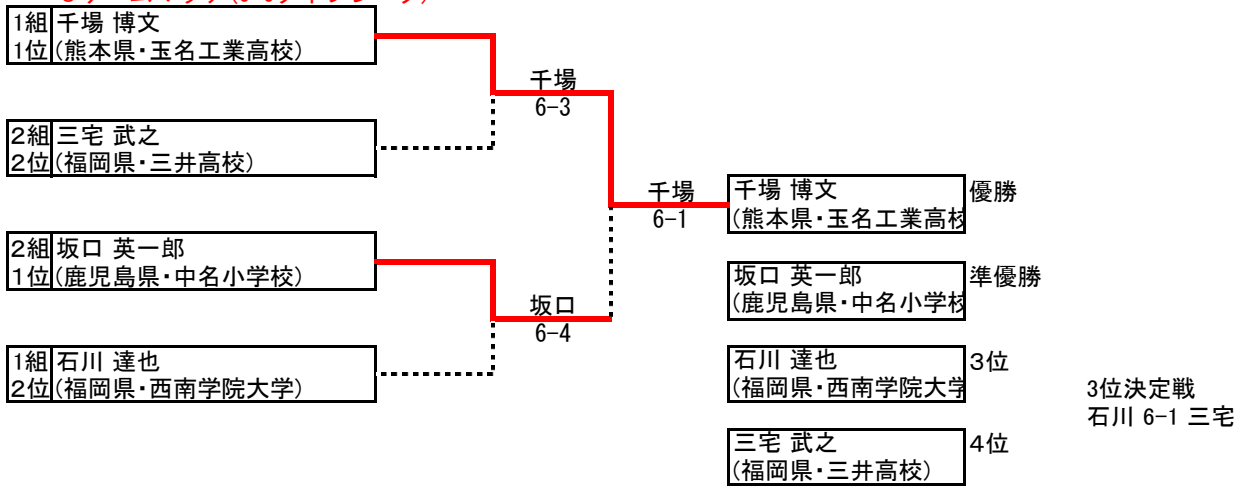 1組 千場 博文
1位 (熊本県・玉名工業高校)
千場
6-3
2組 三宅 武之
2位 (福岡県・三井高校)
千場
6-1
千場 博文 優勝
(熊本県・玉名工業高校
2組 坂口 英一郎
1位 (鹿児島県・中名小学校)
坂口 英一郎 準優勝
(鹿児島県・中名小学校
坂口
6-4
1組 石川 達也
2位 (福岡県・西南学院大学)
石川 達也 3位
(福岡県・西南学院大学
3位決定戦
石川 6-1 三宅
三宅 武之 4位
(福岡県・三井高校)